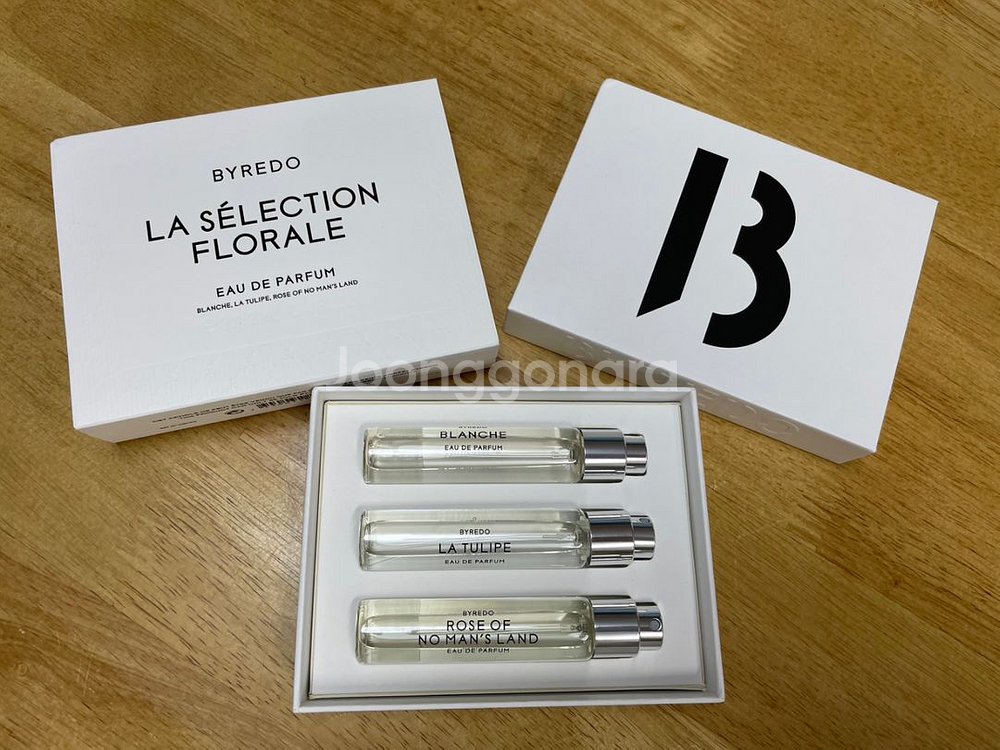 BYREDO
LA SÉLECTION
FLORALE
EAU DE PARFUM
BLANCHE, LA TULIPE, ROSE OF NO MAN'S LAND
B
Joonggonara
BLANCHE
EAU DE PARFUM
BYREDO
LA TULIPE
EAU DE PARFUM
BYREDO
ROSE OF
NO MAN'S LAND
EAU DE PARFUM